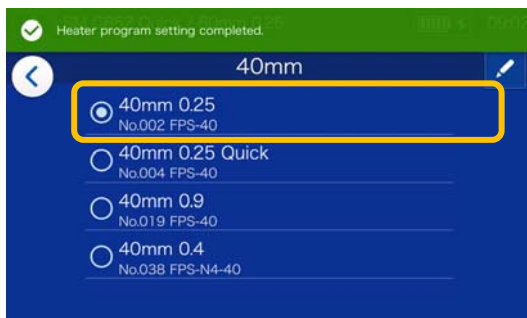 Heater program setting completed.
40mm
40mm 0.25
No.002 FPS-40
40mm 0.25 Quick
No.004 FPS-40
40mm 0.9
No.019 FPS-40
40mm 0.4
No.038 FPS-N4-40